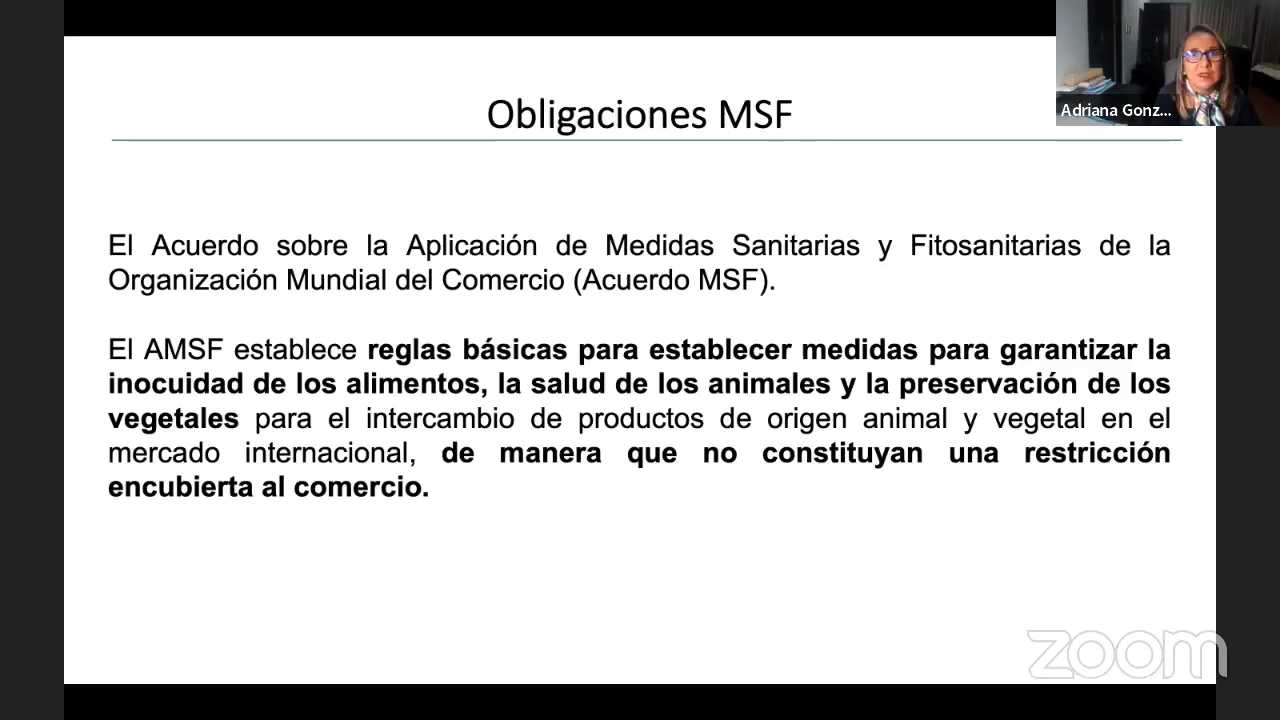 Obligaciones MSF
Adriana Gonz...
El Acuerdo sobre la Aplicación de Medidas Sanitarias y Fitosanitarias de la
Organización Mundial del Comercio (Acuerdo MSF).
El AMSF establece reglas básicas para establecer medidas para garantizar la
inocuidad de los alimentos, la salud de los animales y la preservación de los
vegetales para el intercambio de productos de origen animal y vegetal en el
mercado internacional, de manera que no constituyan una restricción
encubierta al comercio.
zoom